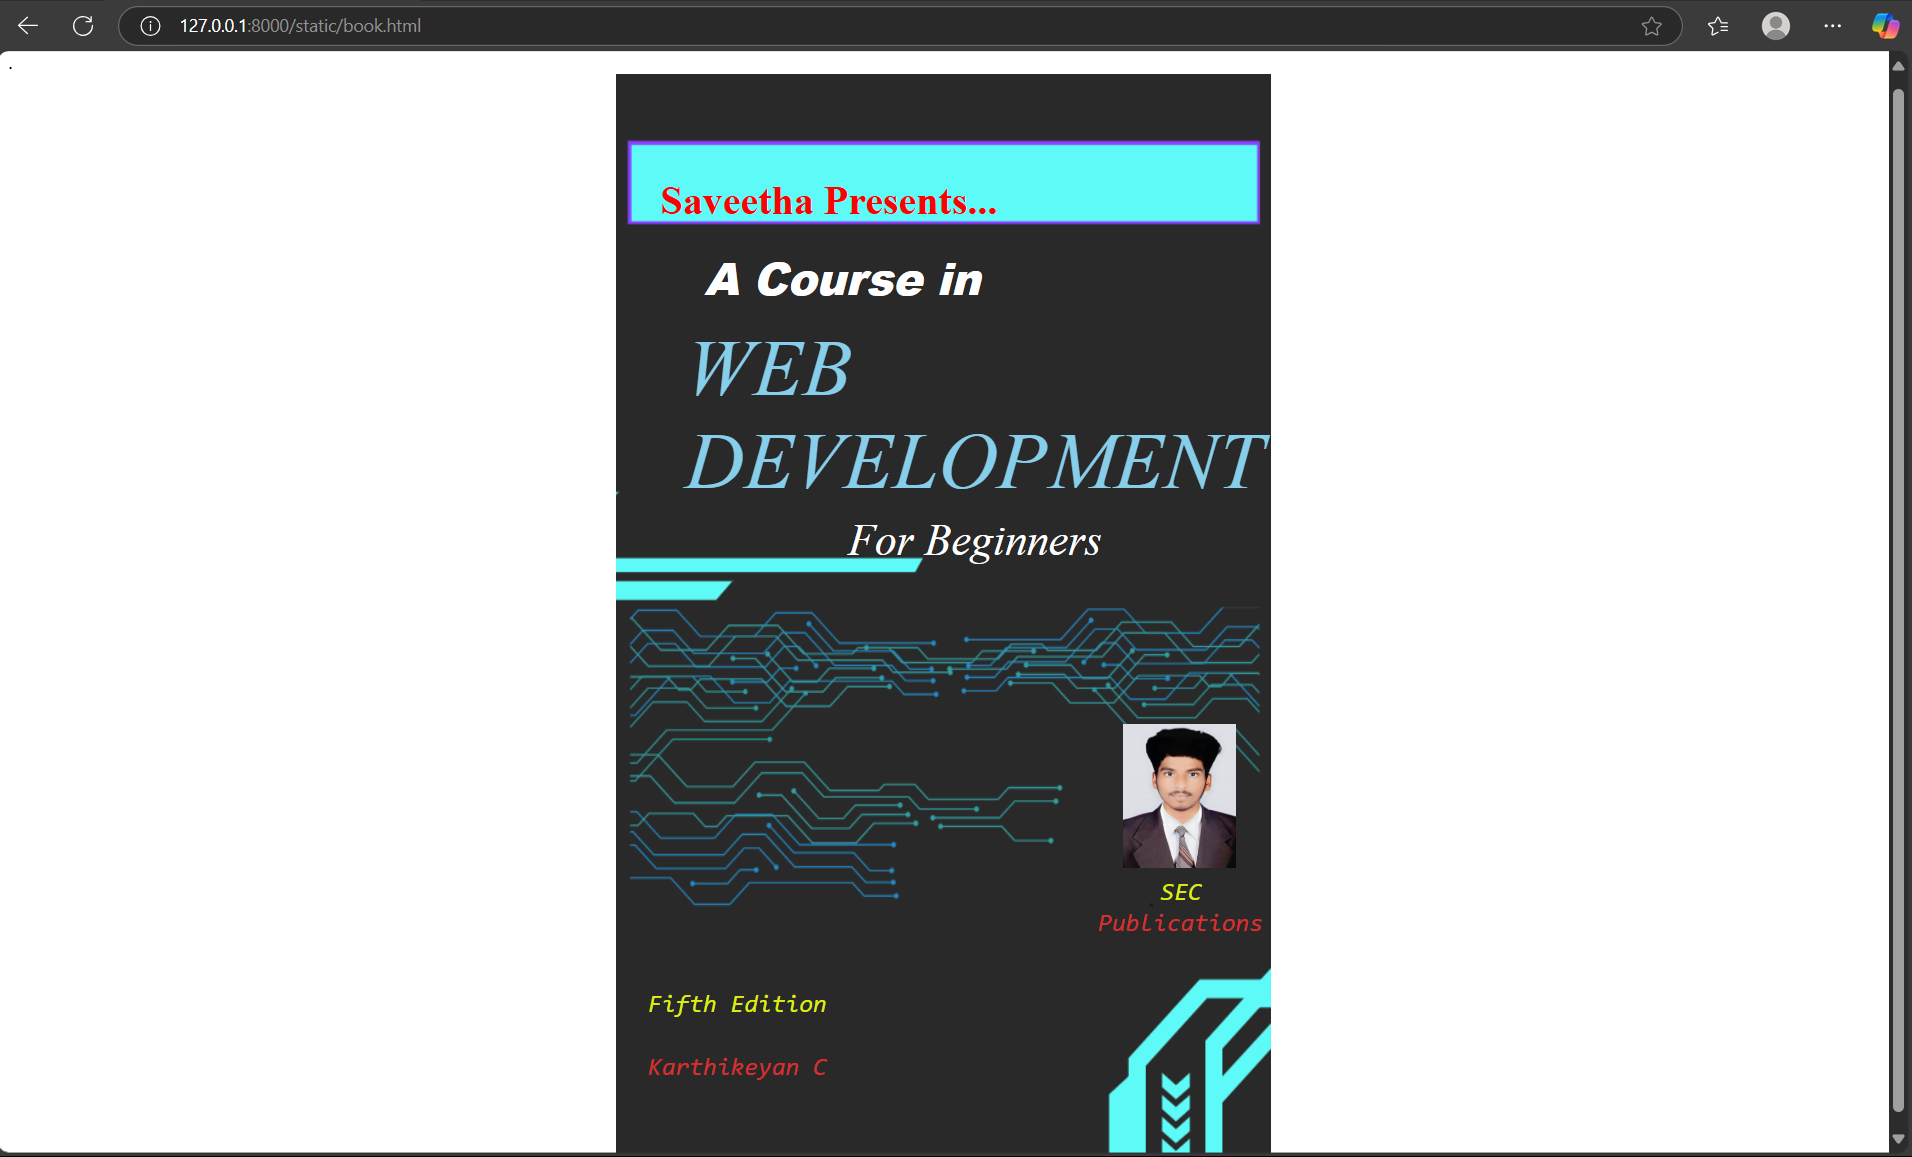 127.0.0.1:8000/static/book.html
.
Saveetha Presents...
A Course in
WEB
DEVELOPMENT
For Beginners
SEC
Publications
Fifth Edition
Karthikeyan C